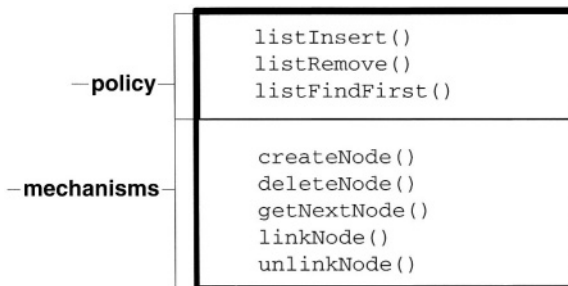 policy
listInsert()
listRemove()
listFindFirst()
mechanisms
createNode()
deleteNode()
getNextNode()
linkNode()
unlinkNode()